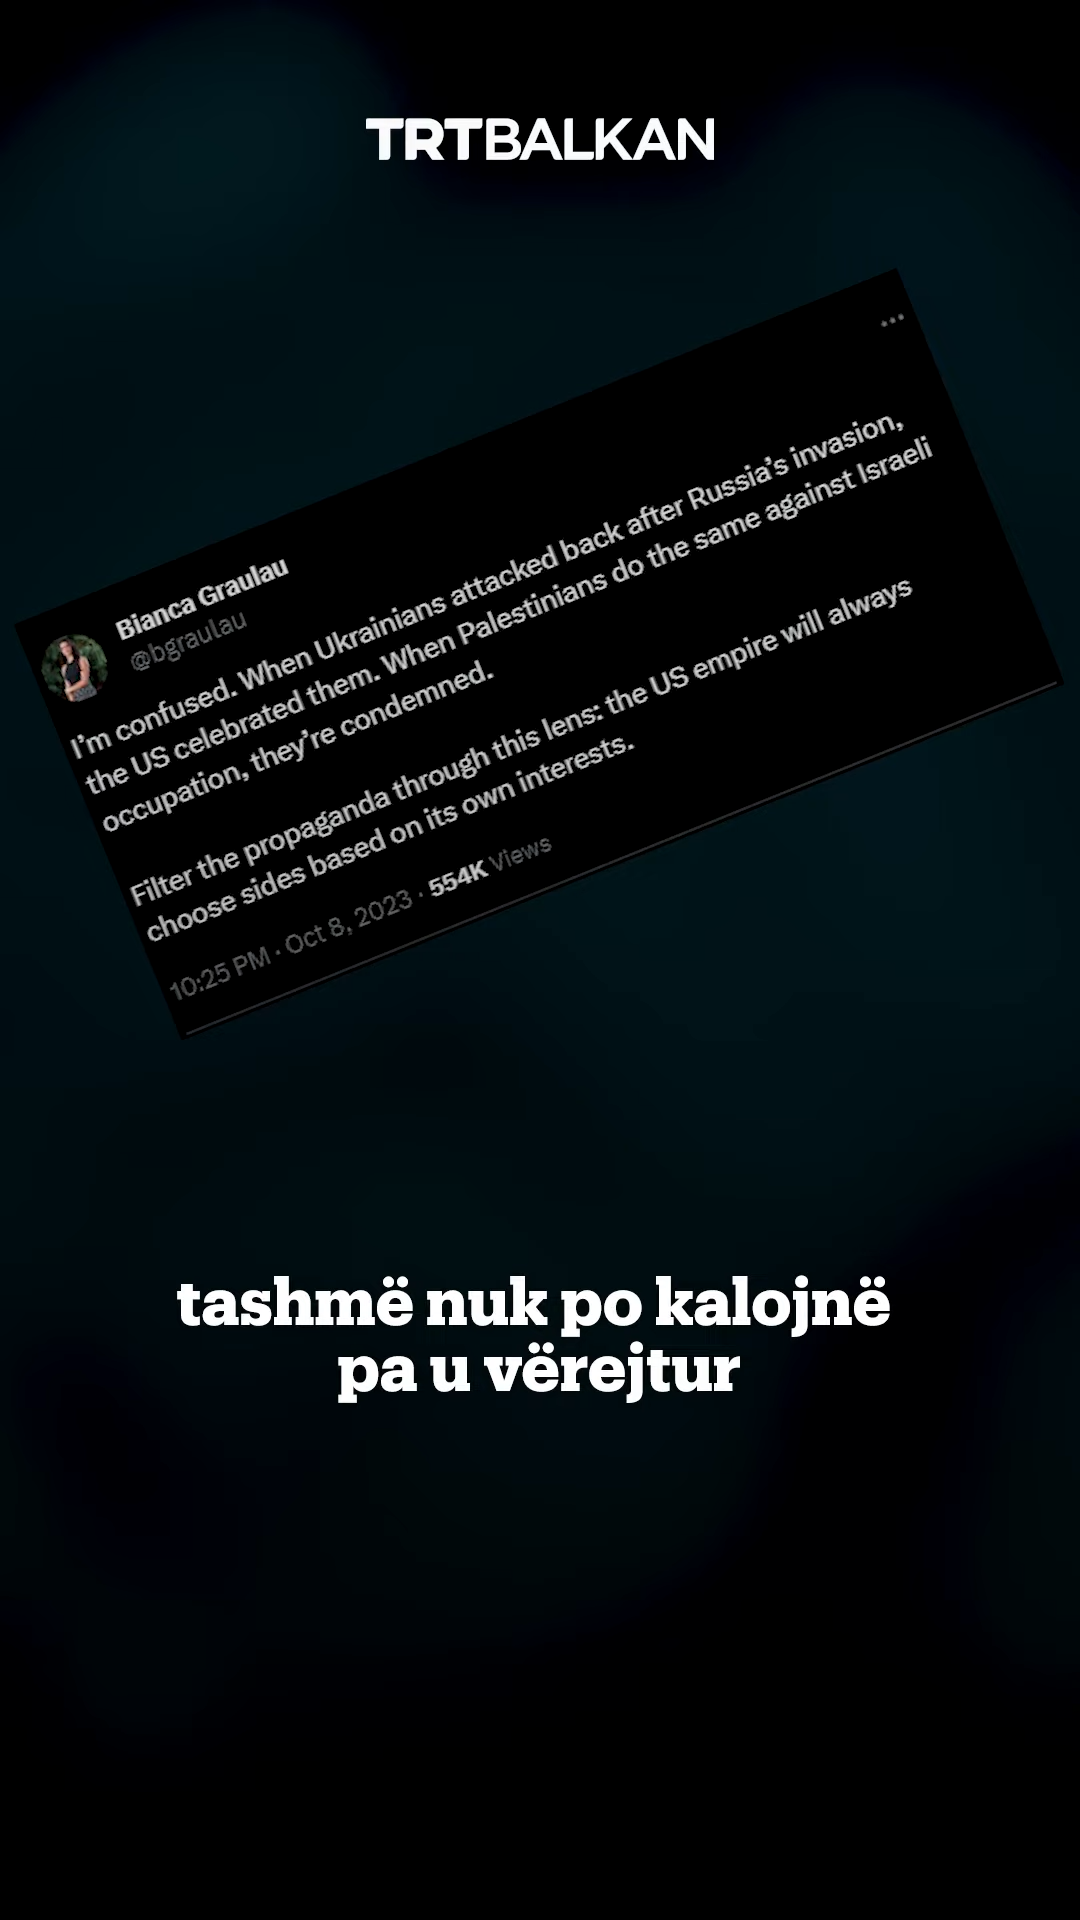 TRTBALKAN
...
Bianca Graulau
@bgraulau
I'm confused. When Ukrainians attacked back after Russia's invasion,
the US celebrated them. When Palestinians do the same against Israeli
occupation, they're condemned.
Filter the propaganda through this lens: the US empire will always
choose sides based on its own interests.
10:25 PM · Oct 8, 2023 · 554K Views
tashmë nuk po kalojnë
pa u vërejtur